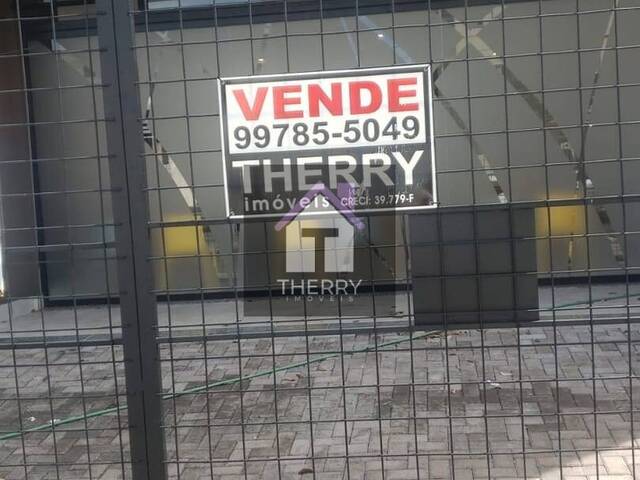 VENDE
99785-5049
THERRY
imóveis CRECI: 39.779-F
T
THERRY
IMÓVEIS